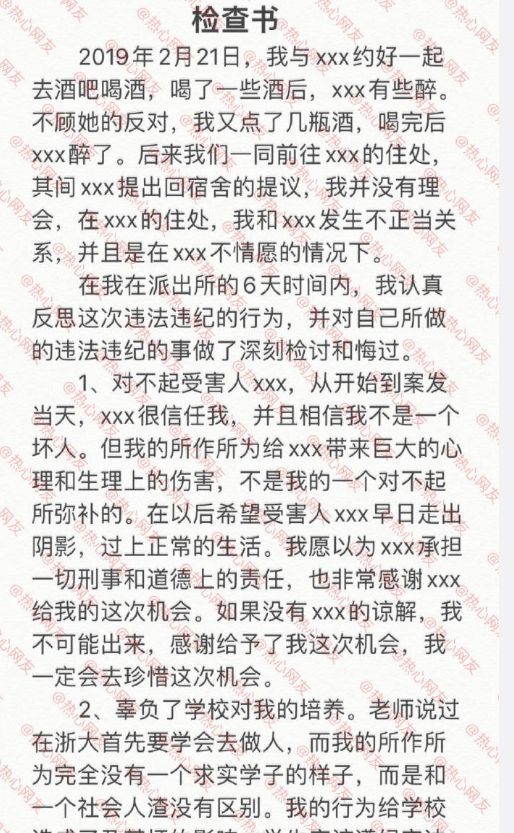 检查书
2019年2月21日，我与xxx约好一起
去酒吧喝酒，喝了一些酒后，xxx有些醉。
不顾她的反对，我又点了几瓶酒，喝完后
xxx醉了。后来我们一同前往xxx的住处，
其间xxx提出回宿舍的提议，我并没有理
会，在xxx的住处，我和xxx发生不正当关
系，并且是在xxx不情愿的情况下。
在我在派出所的6天时间内，我认真
反思这次违法违纪的行为，并对自己所做
的违法违纪的事做了深刻检讨和悔过。
1、对不起受害人xxx，从开始到案发
当天，xxx很信任我，并且相信我不是一个
坏人。但我的所作所为给xxx带来巨大的心
理和生理上的伤害，不是我的一个对不起
所弥补的。在以后希望受害人xxx早日走出
阴影，过上正常的生活。我愿以为xxx承担
一切刑事和道德上的责任，也非常感谢xxx
给我的这次机会。如果没有xxx的谅解，我
不可能出来，感谢给予了我这次机会，我
一定会去珍惜这次机会。
2、辜负了学校对我的培养。老师说过
在浙大首先要学会去做人，而我的所作所
为完全没有一个求实学子的样子，而是和
一个社会人渣没有区别。我的行为给学校
@热心网友